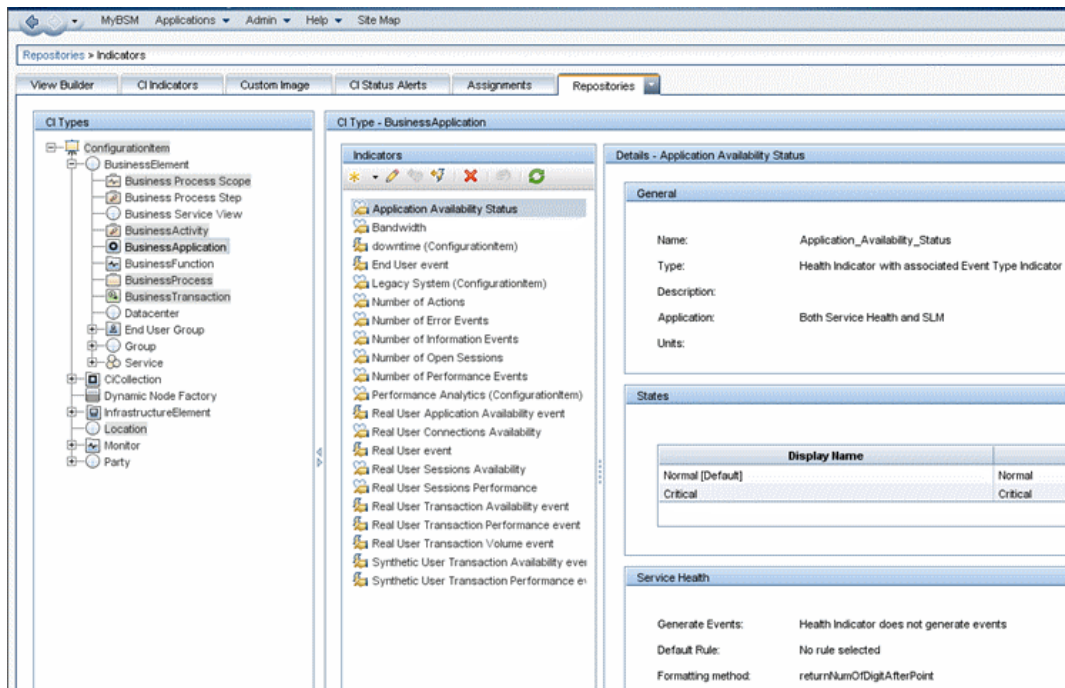 MyBSM Applications Admin Help Site Map
Repositories > Indicators
View Builder CI Indicators Custom Image CI Status Alerts Assignments Repositories
CI Types
ConfigurationItem
BusinessElement
Business Process Scope
Business Process Step
Business Service View
BusinessActivity
BusinessApplication
BusinessFunction
BusinessProcess
BusinessTransaction
Datacenter
End User Group
Group
Service
CiCollection
Dynamic Node Factory
InfrastructureElement
Location
Monitor
Party
CI Type - BusinessApplication
Indicators
Application Availability Status
Bandwidth
downtime (ConfigurationItem)
End User event
Legacy System (ConfigurationItem)
Number of Actions
Number of Error Events
Number of Information Events
Number of Open Sessions
Number of Performance Events
Performance Analytics (ConfigurationItem)
Real User Application Availability event
Real User Connections Availability
Real User event
Real User Sessions Availability
Real User Sessions Performance
Real User Transaction Availability event
Real User Transaction Performance event
Real User Transaction Volume event
Synthetic User Transaction Availability eve
Synthetic User Transaction Performance e
Details - Application Availability Status
General
Name: Application_Availability_Status
Type: Health Indicator with associated Event Type Indicator
Description:
Application: Both Service Health and SLM
Units:
States
Display Name
Normal [Default] Normal
Critical Critical
Service Health
Generate Events: Health Indicator does not generate events
Default Rule: No rule selected
Formatting method: returnNumOfDigitAfterPoint